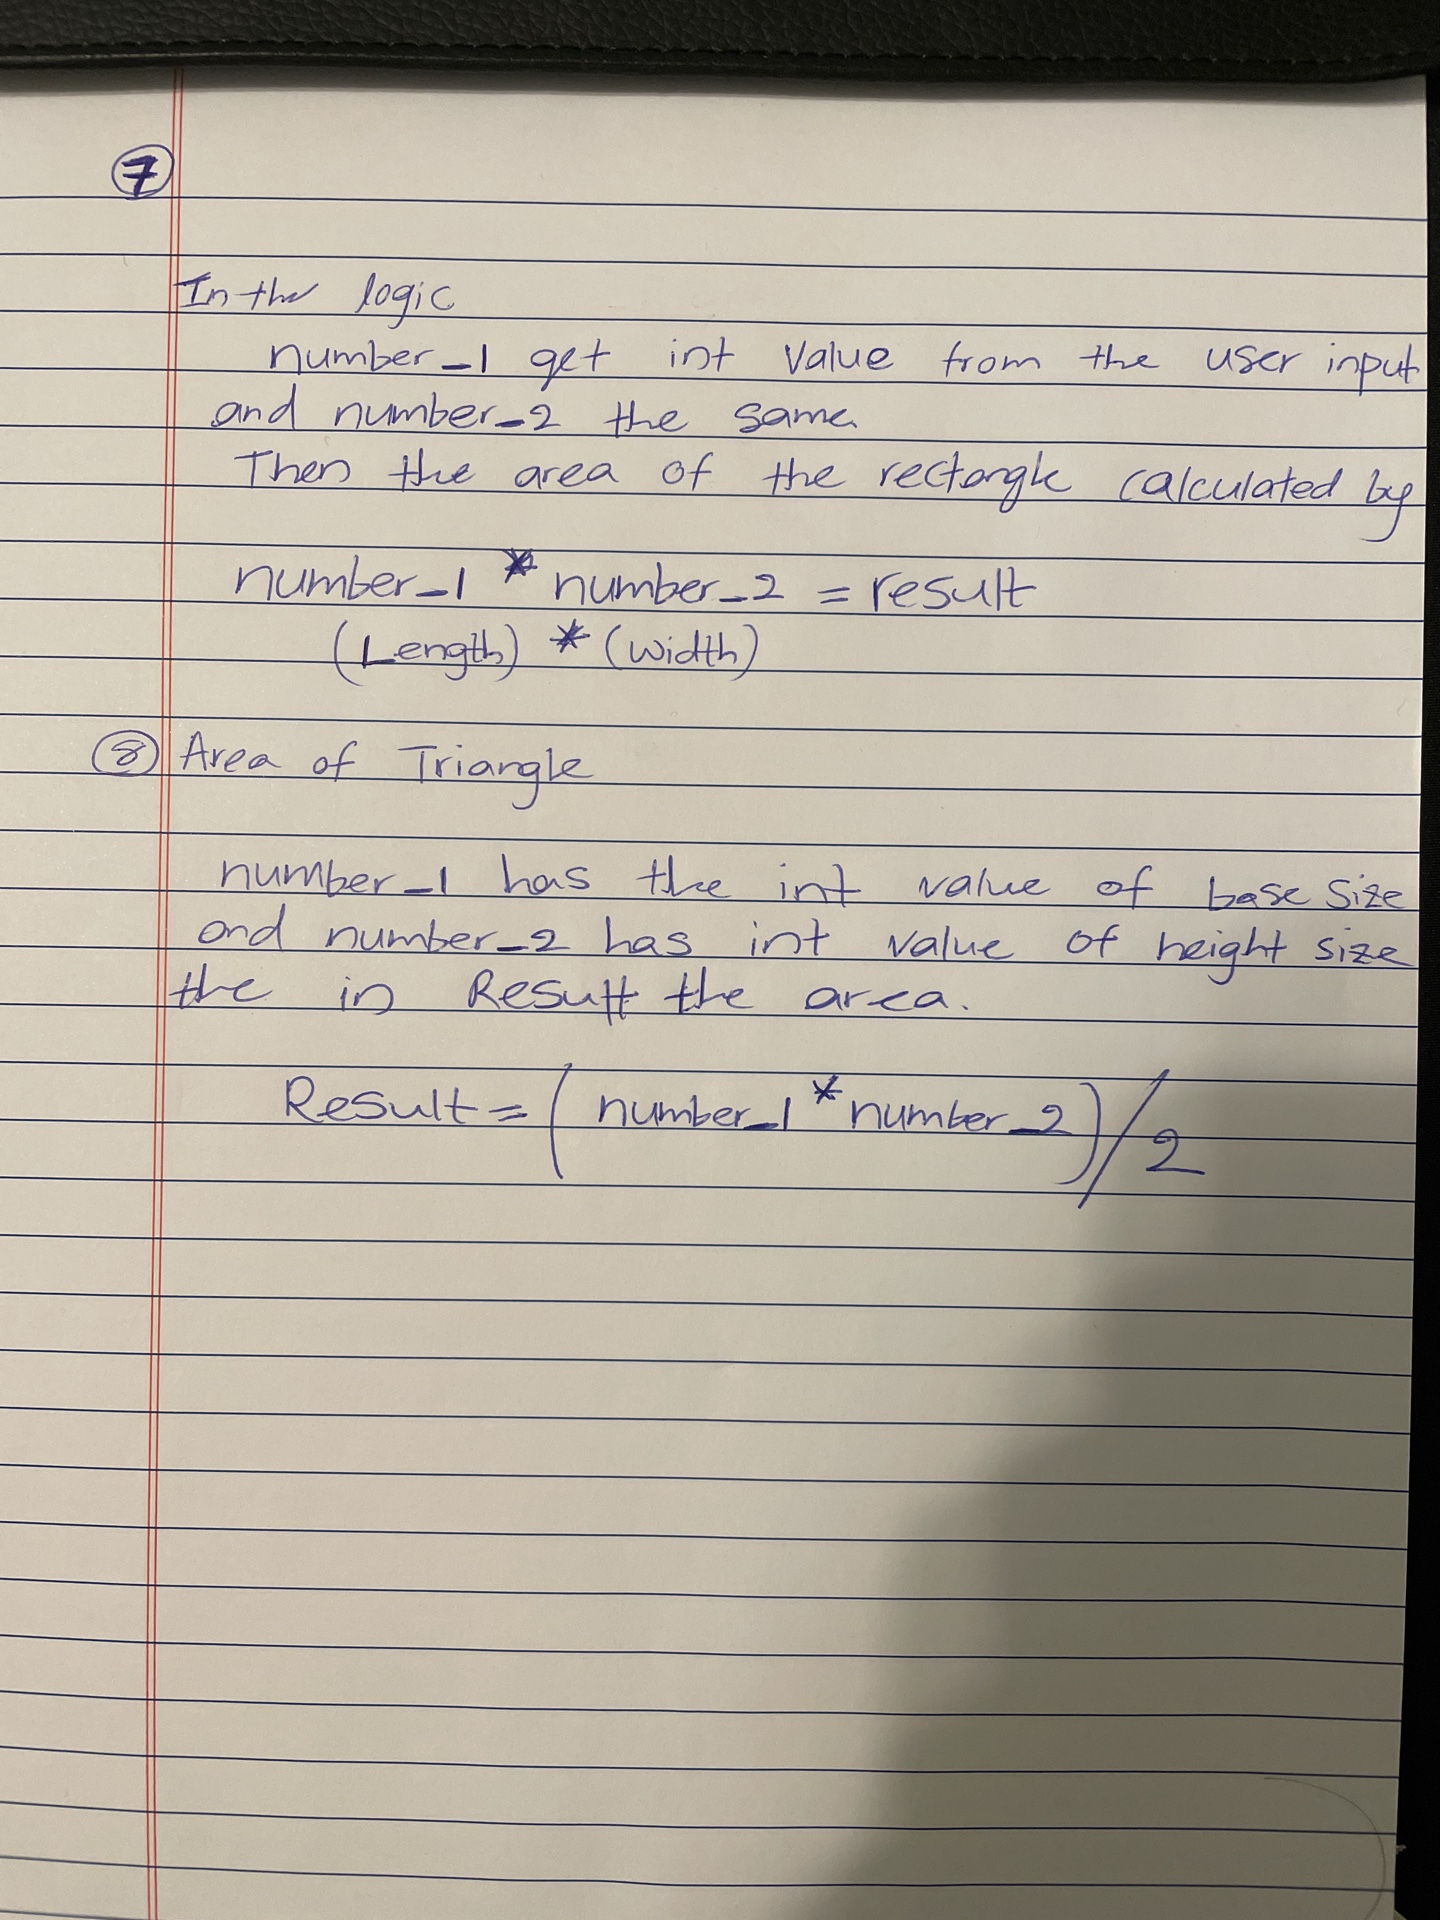 7
In the logic
number_1 get int value from the user input
and number_2 the same
Then the area of the rectangle calculated by
number_1 * number_2 = result
(Length) * (width)
8 Area of Triangle
number_1 has the int value of base size
and number_2 has int value of height size
the in Result the area.
Result = (number_1 * number_2)/2